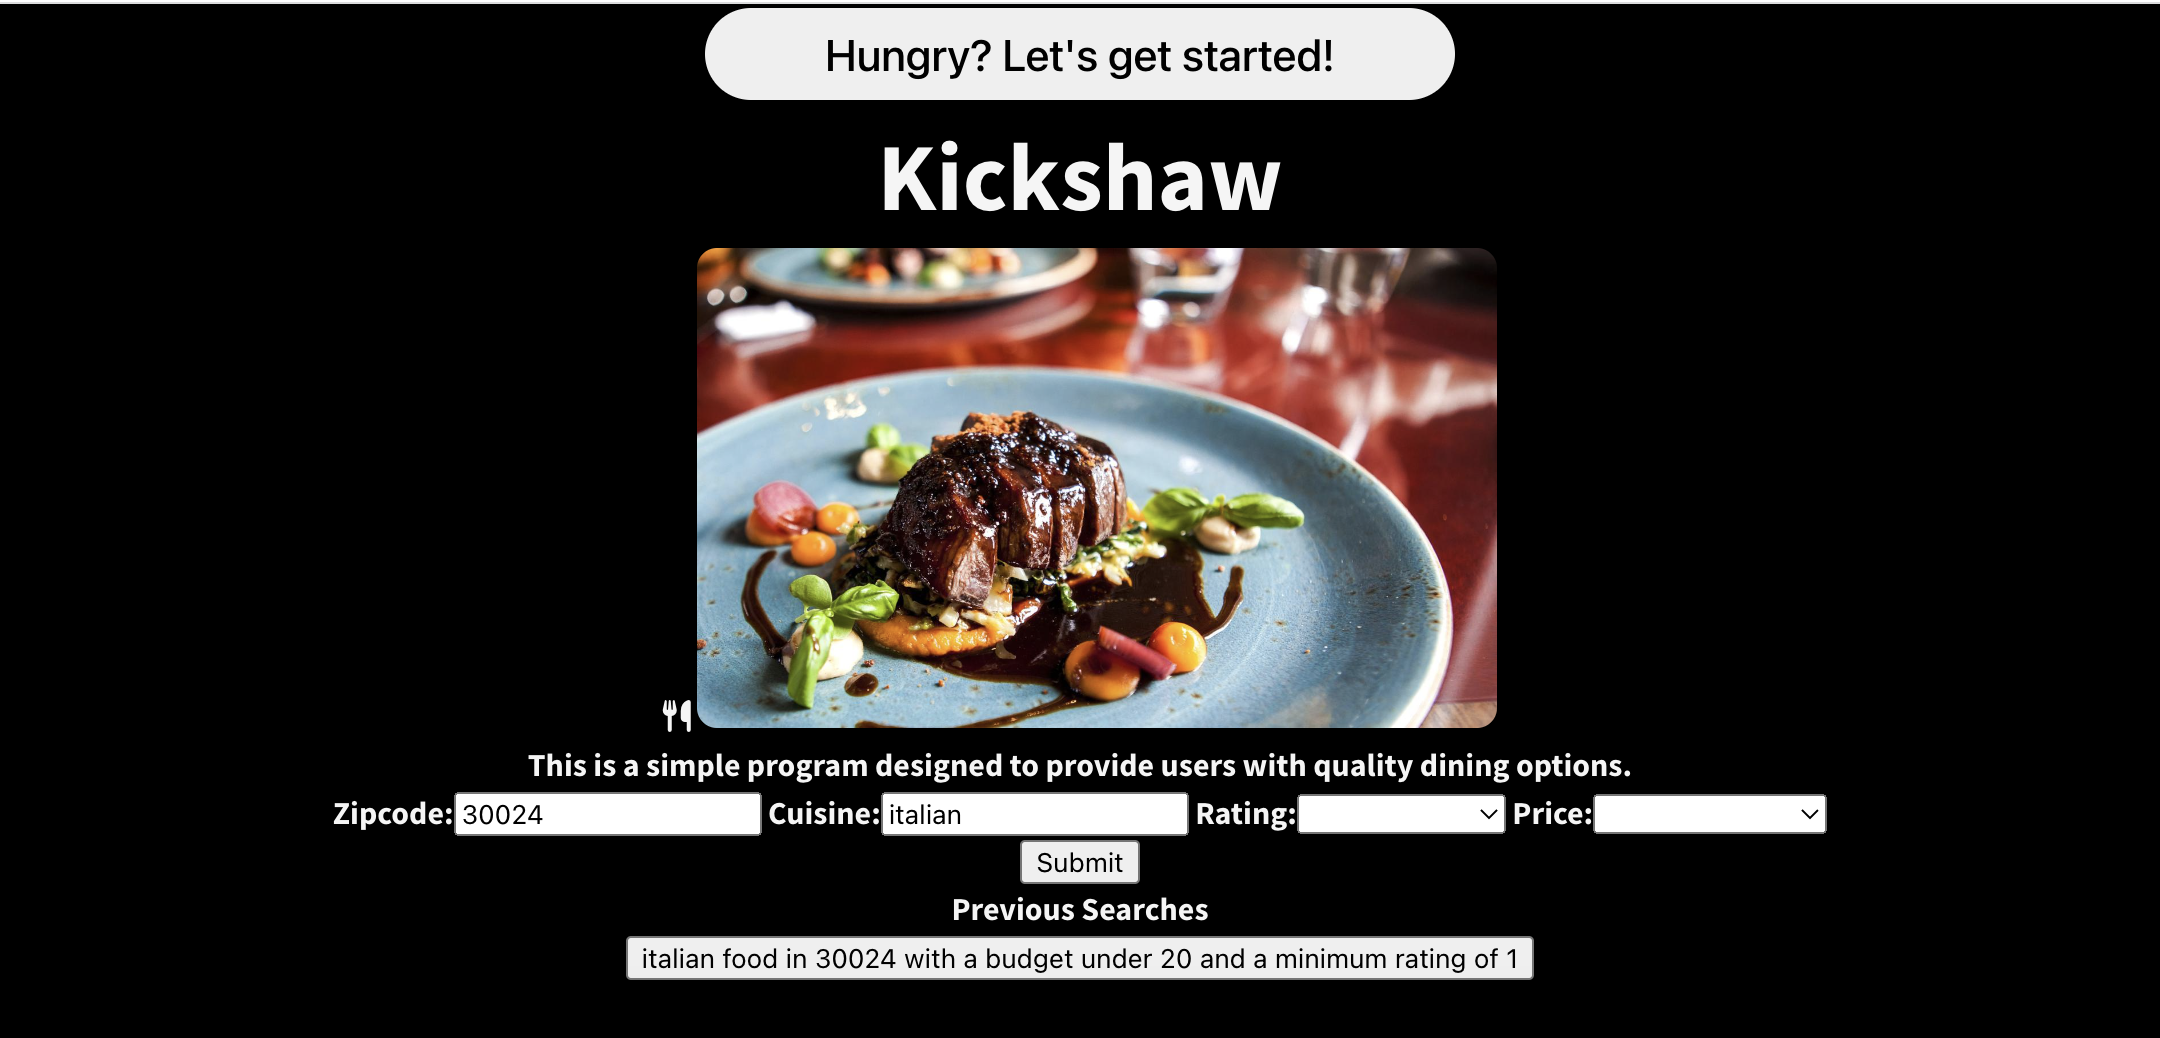 Hungry? Let's get started!
Kickshaw
This is a simple program designed to provide users with quality dining options.
Zipcode: 30024 Cuisine: italian Rating: Price:
Submit
Previous Searches
italian food in 30024 with a budget under 20 and a minimum rating of 1